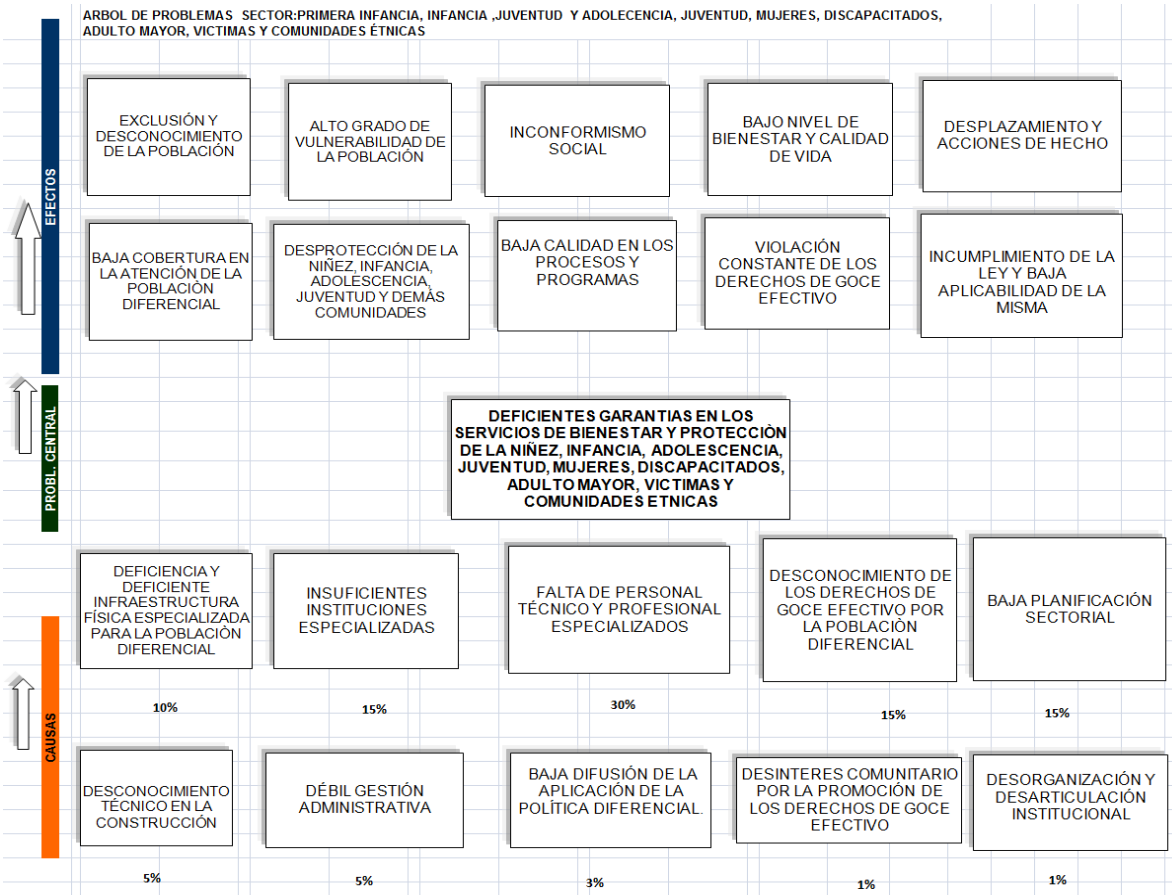 ARBOL DE PROBLEMAS SECTOR:PRIMERA INFANCIA, INFANCIA ,JUVENTUD Y ADOLECENCIA, JUVENTUD, MUJERES, DISCAPACITADOS,
ADULTO MAYOR, VICTIMAS Y COMUNIDADES ÉTNICAS
EFECTOS
EXCLUSIÓN Y
DESCONOCIMIENTO
DE LA POBLACIÓN
ALTO GRADO DE
VULNERABILIDAD DE
LA POBLACIÓN
INCONFORMISMO
SOCIAL
BAJO NIVEL DE
BIENESTAR Y CALIDAD
DE VIDA
DESPLAZAMIENTO Y
ACCIONES DE HECHO
BAJA COBERTURA EN
LA ATENCIÓN DE LA
POBLACIÒN
DIFERENCIAL
DESPROTECCIÓN DE LA
NIÑEZ, INFANCIA,
ADOLESCENCIA,
JUVENTUD Y DEMÁS
COMUNIDADES
BAJA CALIDAD EN LOS
PROCESOS Y
PROGRAMAS
VIOLACIÓN
CONSTANTE DE LOS
DERECHOS DE GOCE
EFECTIVO
INCUMPLIMIENTO DE LA
LEY Y BAJA
APLICABILIDAD DE LA
MISMA
PROBL. CENTRAL
DEFICIENTES GARANTIAS EN LOS
SERVICIOS DE BIENESTAR Y PROTECCIÒN
DE LA NIÑEZ, INFANCIA, ADOLESCENCIA,
JUVENTUD, MUJERES, DISCAPACITADOS,
ADULTO MAYOR, VICTIMAS Y
COMUNIDADES ETNICAS
CAUSAS
DEFICIENCIA Y
DEFICIENTE
INFRAESTRUCTURA
FÍSICA ESPECIALIZADA
PARA LA POBLACIÒN
DIFERENCIAL
INSUFICIENTES
INSTITUCIONES
ESPECIALIZADAS
FALTA DE PERSONAL
TÉCNICO Y PROFESIONAL
ESPECIALIZADOS
DESCONOCIMIENTO DE
LOS DERECHOS DE
GOCE EFECTIVO POR
LA POBLACIÒN
DIFERENCIAL
BAJA PLANIFICACIÓN
SECTORIAL
10%
15%
30%
15%
15%
DESCONOCIMIENTO
TÉCNICO EN LA
CONSTRUCCIÓN
DÉBIL GESTIÓN
ADMINISTRATIVA
BAJA DIFUSIÓN DE LA
APLICACIÓN DE LA
POLÍTICA DIFERENCIAL.
DESINTERES COMUNITARIO
POR LA PROMOCIÓN DE
LOS DERECHOS DE GOCE
EFECTIVO
DESORGANIZACIÓN Y
DESARTICULACIÓN
INSTITUCIONAL
5%
5%
3%
1%
1%